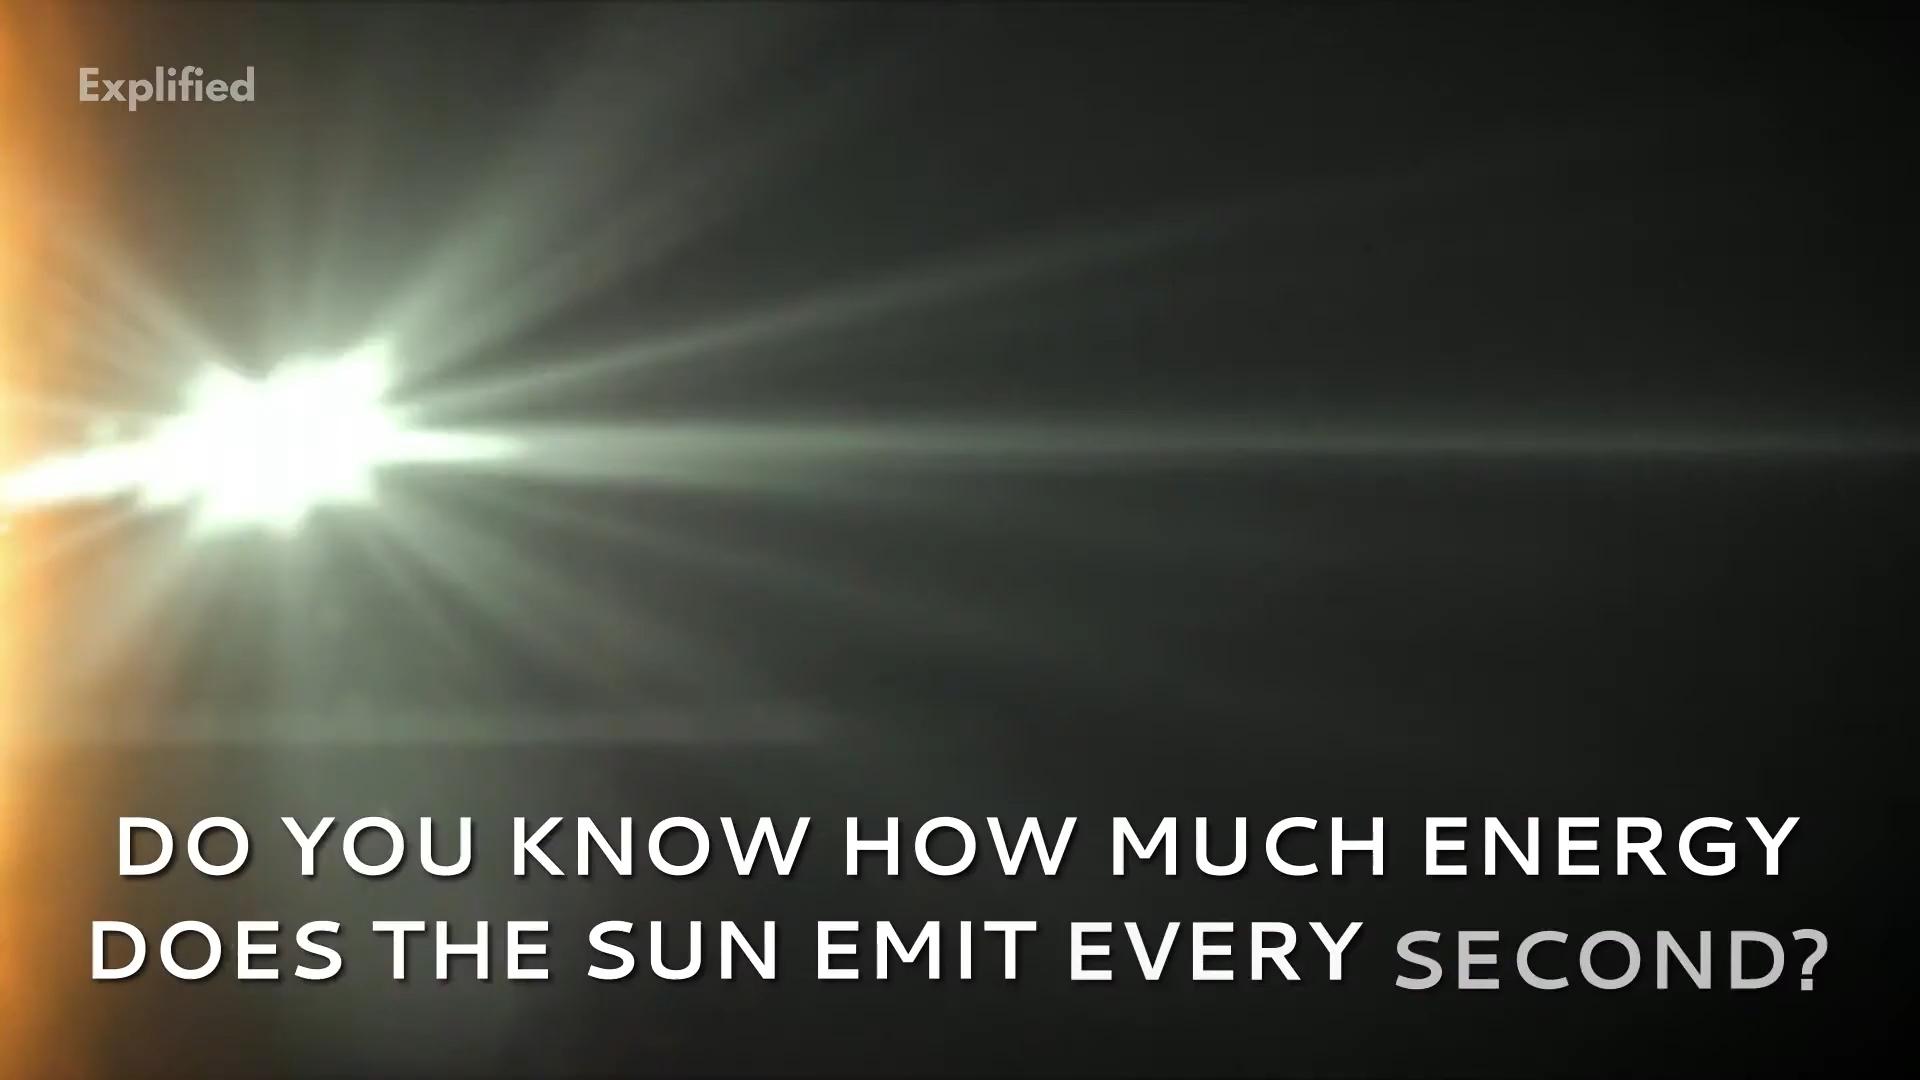 Explified
DO YOU KNOW HOW MUCH ENERGY
DOES THE SUN EMIT EVERY SECOND?